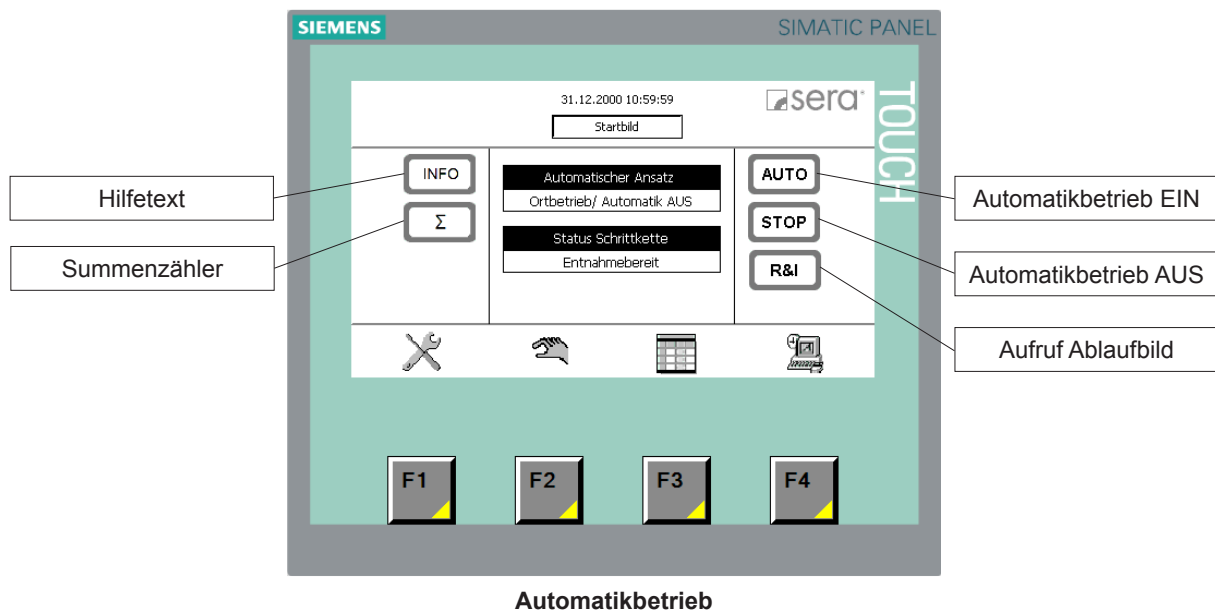 SIEMENS
SIMATIC PANEL
TOUCH
31.12.2000 10:59:59
sera
Startbild
INFO
Σ
Automatischer Ansatz
Ortbetrieb/ Automatik AUS
Status Schrittkette
Entnahmebereit
AUTO
STOP
R&I
Hilfetext
Summenzähler
Automatikbetrieb EIN
Automatikbetrieb AUS
Aufruf Ablaufbild
F1
F2
F3
F4
Automatikbetrieb